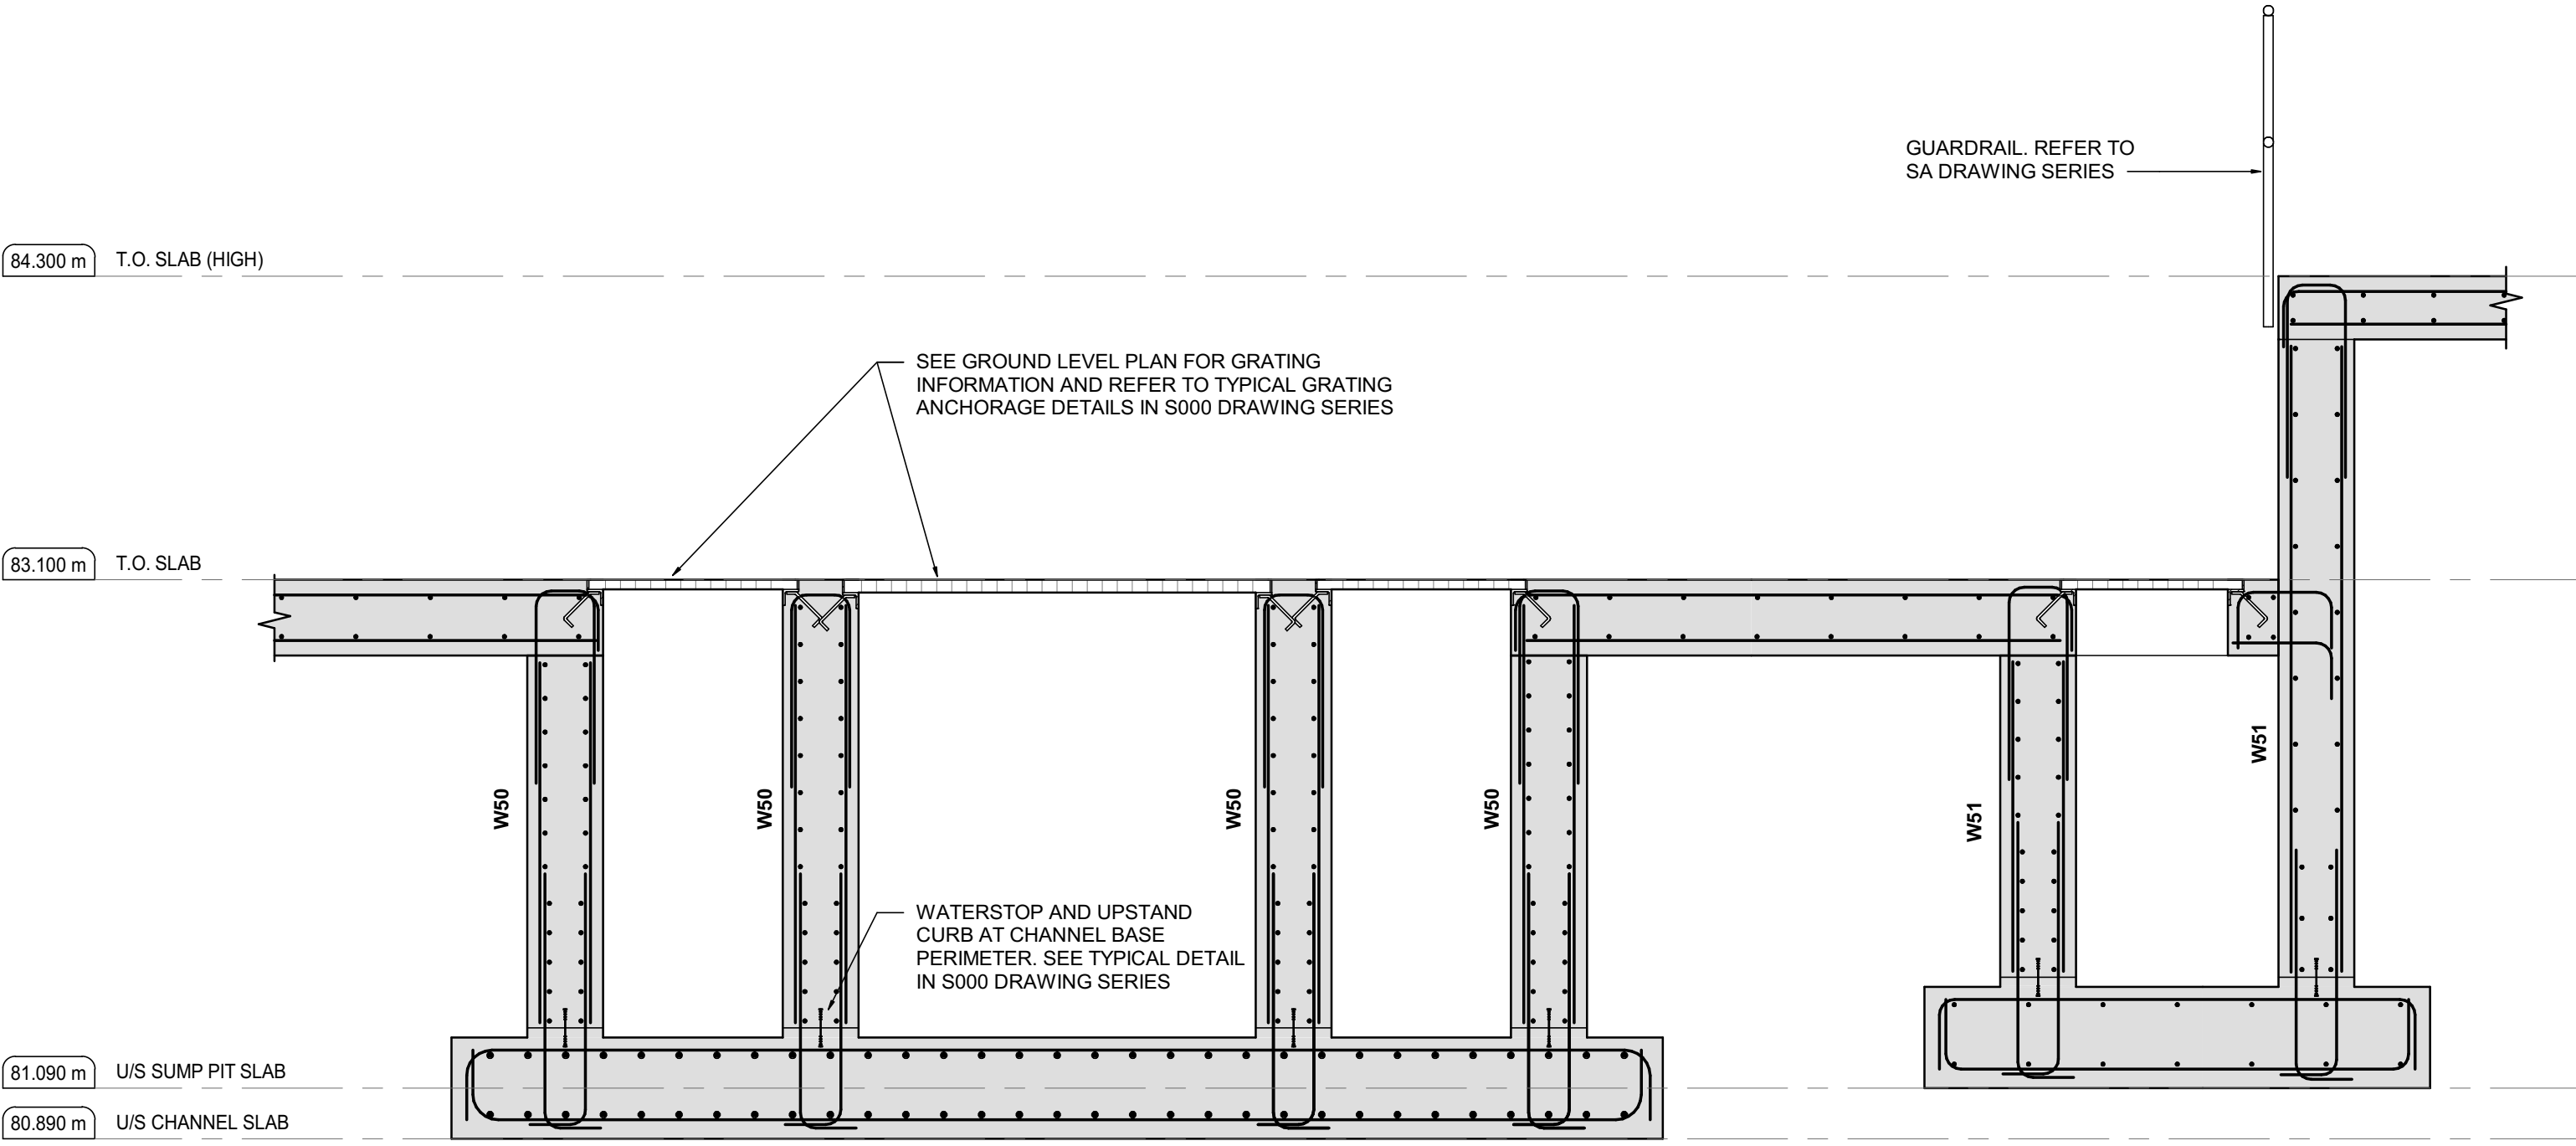 GUARDRAIL. REFER TO
SA DRAWING SERIES
84.300 m T.O. SLAB (HIGH)
SEE GROUND LEVEL PLAN FOR GRATING
INFORMATION AND REFER TO TYPICAL GRATING
ANCHORAGE DETAILS IN S000 DRAWING SERIES
83.100 m T.O. SLAB
W50
W50
W50
W50
W51
W51
WATERSTOP AND UPSTAND
CURB AT CHANNEL BASE
PERIMETER. SEE TYPICAL DETAIL
IN S000 DRAWING SERIES
81.090 m U/S SUMP PIT SLAB
80.890 m U/S CHANNEL SLAB